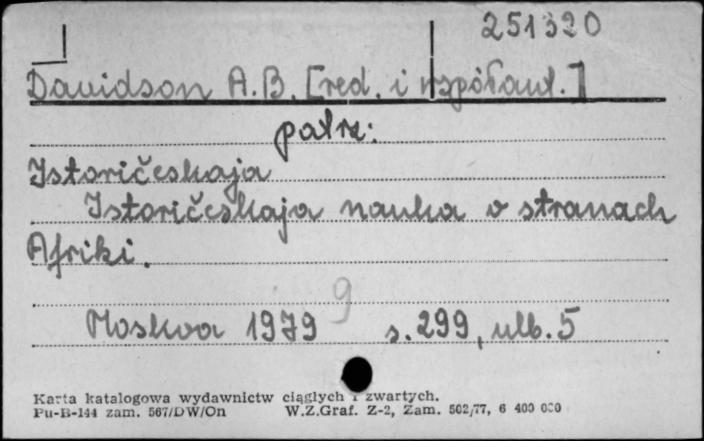 251320
Davidson A.B. [red. i współaut.]
patrz:
Istoričeskaja
Istoričeskaja nauka v stranach
Afriki.
9
Moskva 1979 s. 299, ulb. 5
Karta katalogowa wydawnictw ciągłych i zwartych.
Pu-B-144 zam. 567/DW/On W.Z.Graf. Z-2, Zam. 502/77, 6 400 000